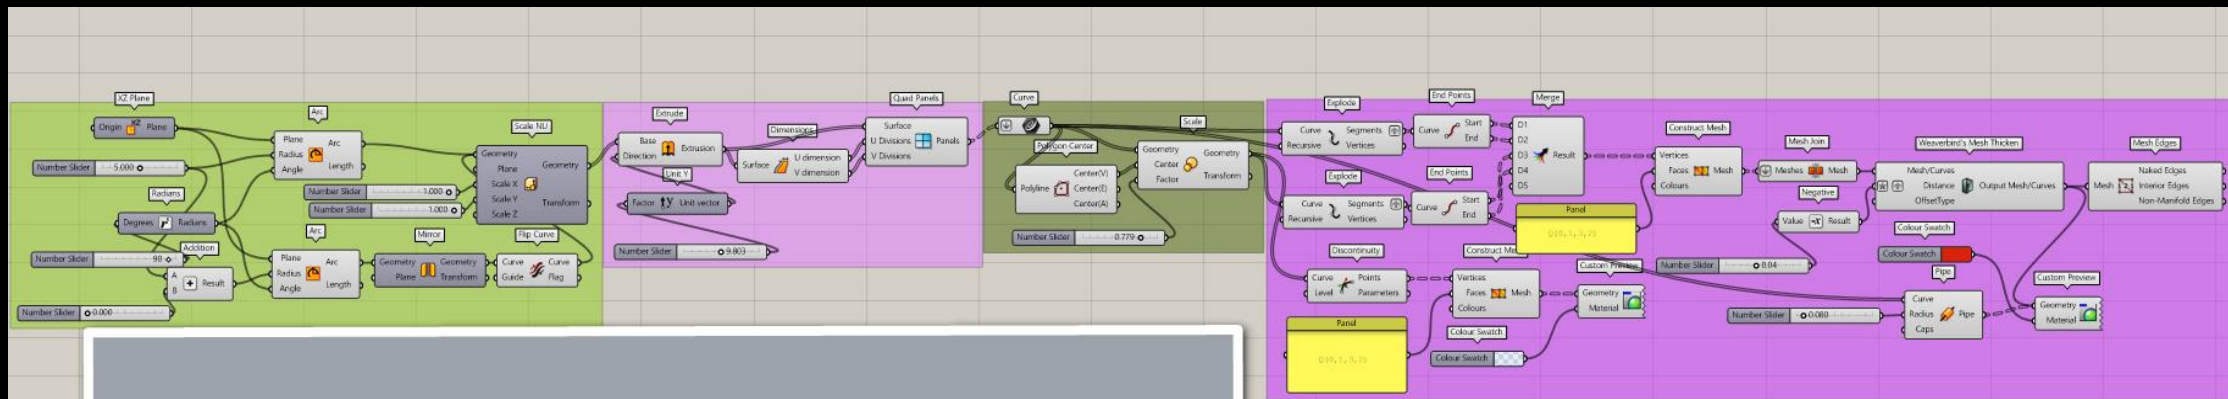 XZ Plane
Origin Plane
Number Slider 5.000
Radians
Degrees Radians
Number Slider 90
Addition
A
B
Result
Number Slider 0.000
Arc
Plane
Radius
Angle
Arc
Length
Number Slider 1.000
Number Slider 1.000
Arc
Plane
Radius
Angle
Arc
Length
Mirror
Geometry
Plane
Geometry
Transform
Scale NU
Geometry
Plane
Scale X
Scale Y
Scale Z
Geometry
Transform
Flip Curve
Curve
Guide
Curve
Flag
Extrude
Base
Direction
Extrusion
Unit Y
Factor Unit vector
Number Slider 9.803
Dimensions
Surface
U dimension
V dimension
Quad Panels
Surface
U Divisions
V Divisions
Panels
Curve
Polygon Center
Polyline
Center(V)
Center(E)
Center(A)
Number Slider 0.779
Scale
Geometry
Center
Factor
Geometry
Transform
Explode
Curve
Recursive
Segments
Vertices
Explode
Curve
Recursive
Segments
Vertices
End Points
Curve
Start
End
End Points
Curve
Start
End
Merge
D1
D2
D3
D4
D5
Result
Panel
Q{0,1,3,2}
Discontinuity
Curve
Level
Points
Parameters
Panel
Construct Me
Vertices
Faces
Colours
Mesh
Colour Swatch
Colour Swatch
Custom Preview
Geometry
Material
Construct Mesh
Vertices
Faces
Colours
Mesh
Mesh Join
Meshes Mesh
Negative
Value Result
Number Slider 0.04
Weaverbird's Mesh Thicken
Mesh/Curves
Distance
OffsetType
Output Mesh/Curves
Colour Swatch
Colour Swatch
Pipe
Number Slider 0.080
Curve
Radius
Caps
Pipe
Mesh Edges
Mesh
Naked Edges
Interior Edges
Non-Manifold Edges
Custom Preview
Geometry
Material